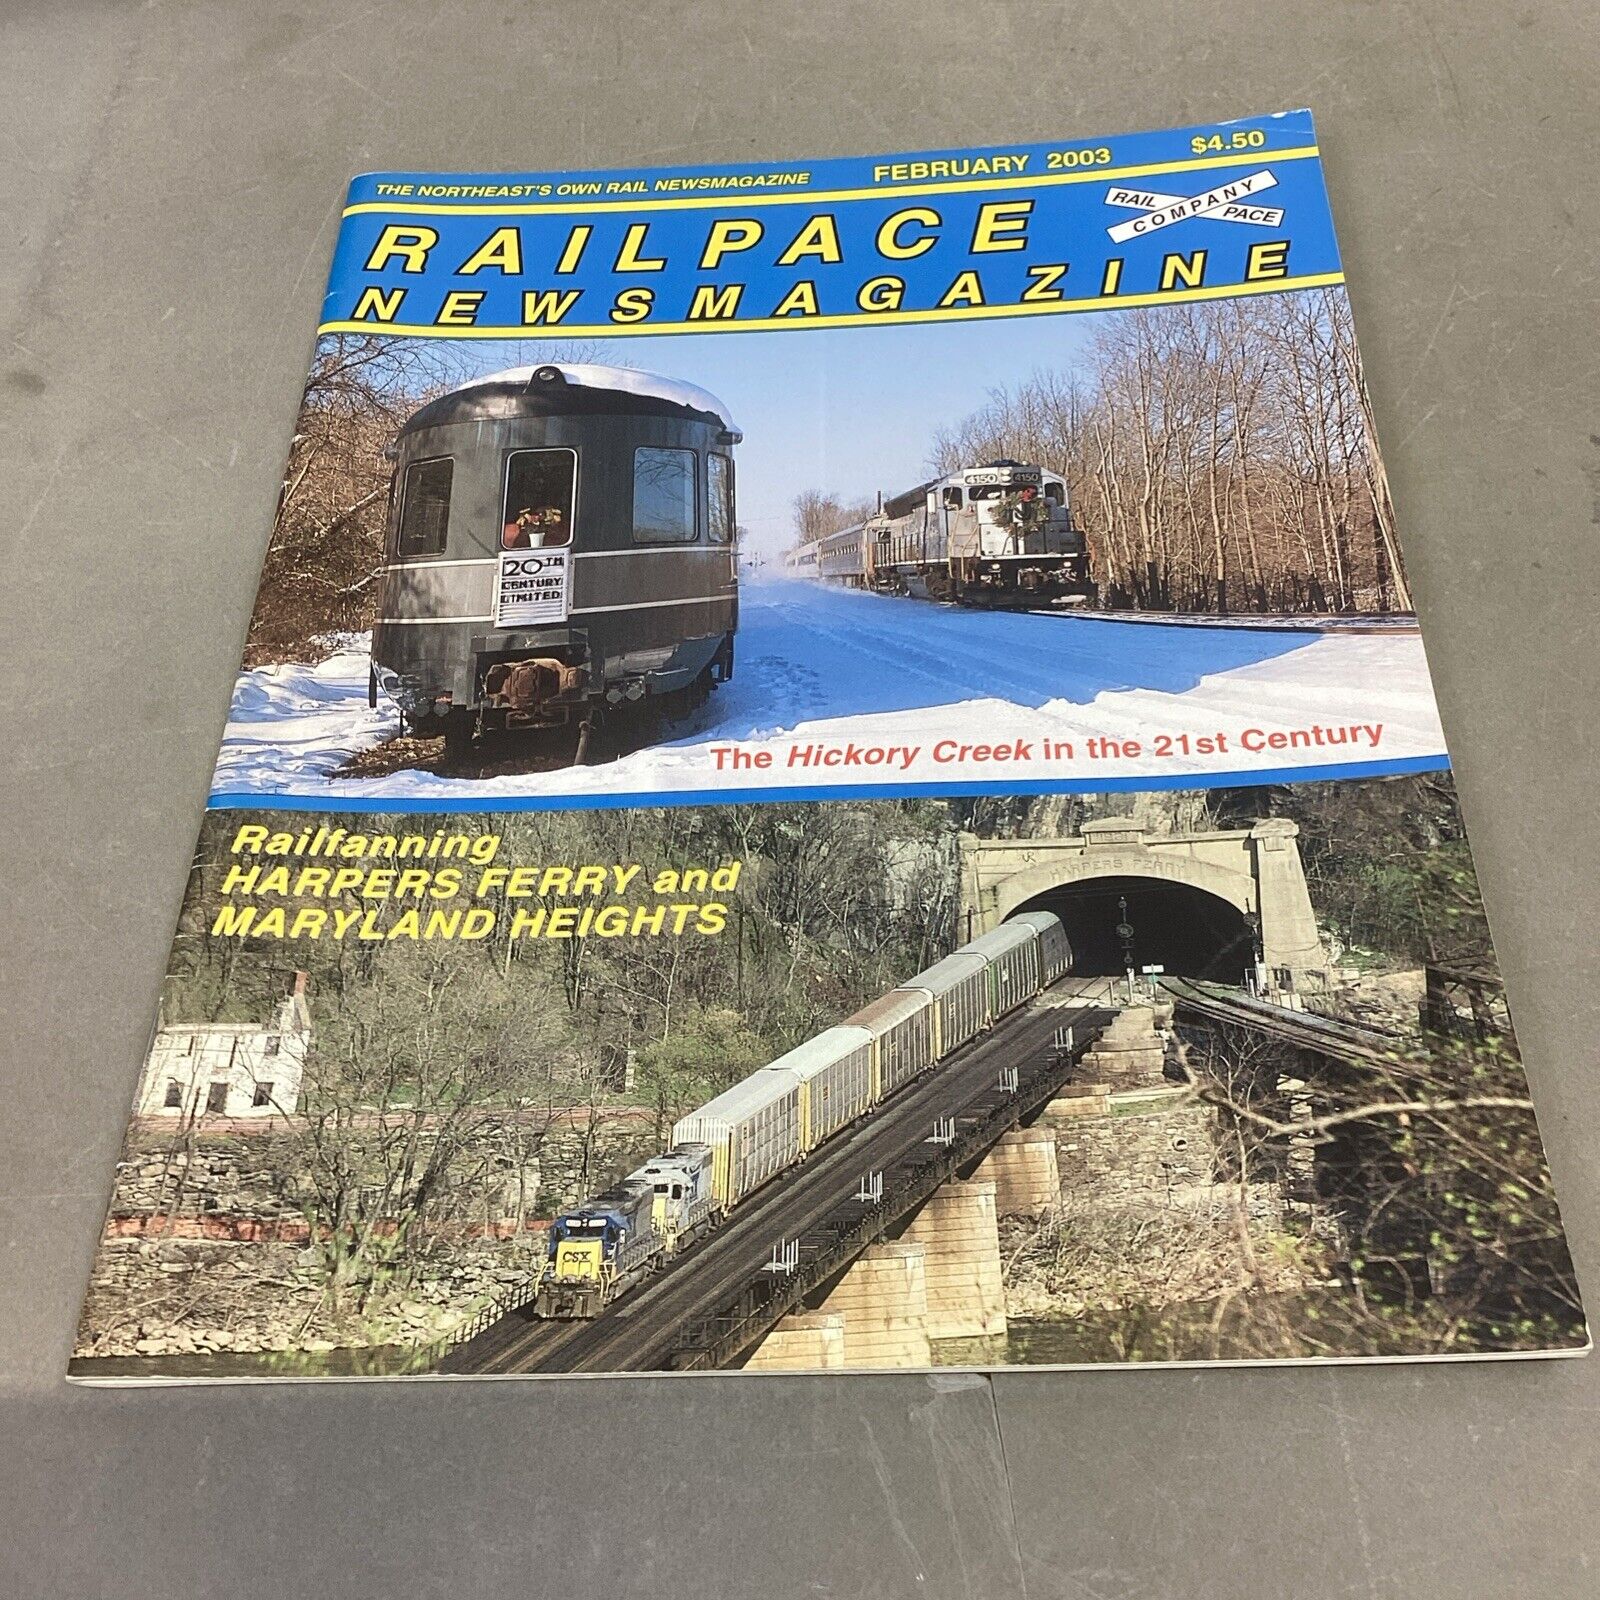 THE NORTHEAST'S OWN RAIL NEWSMAGAZINE
FEBRUARY 2003
$4.50
RAILPACE
NEWSMAGAZINE
RAIL PACE
COMPANY
4150 4150
20TH
CENTURY
LIMITED
The Hickory Creek in the 21st Century
Railfanning
HARPERS FERRY and
MARYLAND HEIGHTS
HARPERS FERRY
CSX